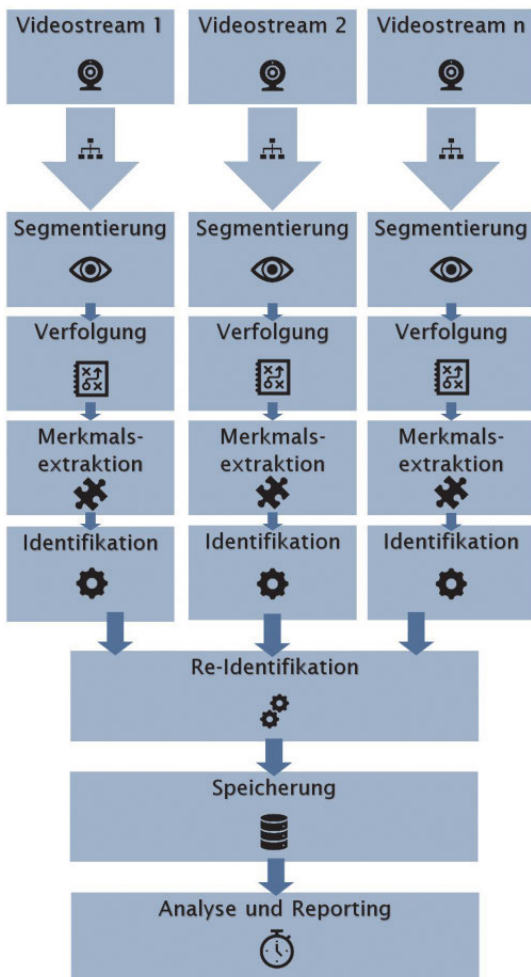 Videostream 1
Videostream 2
Videostream n
Segmentierung
Segmentierung
Segmentierung
Verfolgung
Verfolgung
Verfolgung
Merkmals-
extraktion
Merkmals-
extraktion
Merkmals-
extraktion
Identifikation
Identifikation
Identifikation
Re-Identifikation
Speicherung
Analyse und Reporting